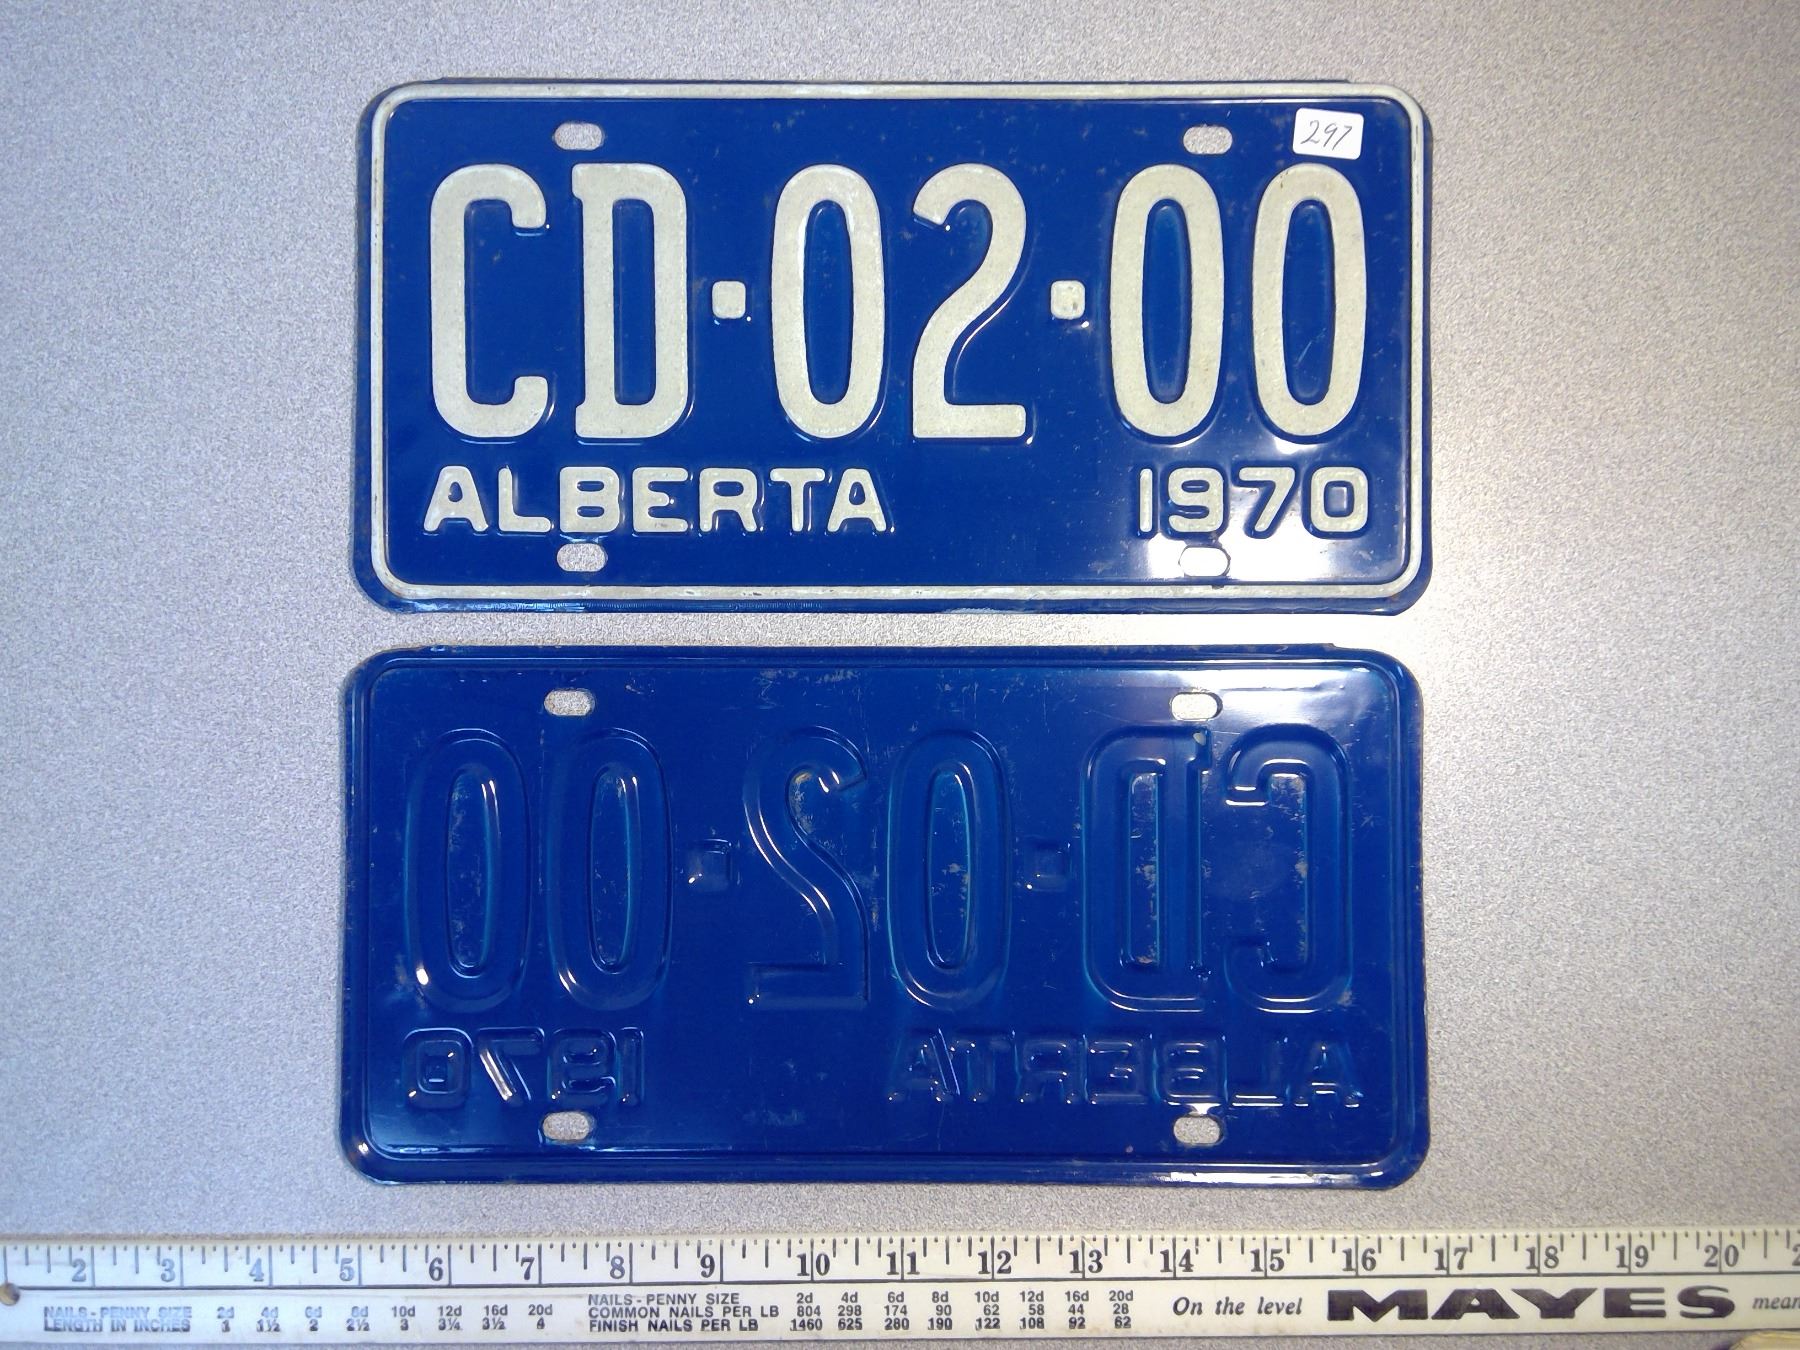 297
CD·02·00
ALBERTA 1970
CD·02·00
ALBERTA 1970
2 3 4 5 6 7 8 9 10 11 12 13 14 15 16 17 18 19 20
NAILS - PENNY SIZE 2d 4d 6d 8d 10d 12d 16d 20d
LENGTH IN INCHES 1 1½ 2 2½ 3 3¼ 3½ 4
NAILS - PENNY SIZE 2d 4d 6d 8d 10d 12d 16d 20d
COMMON NAILS PER LB 804 298 174 90 62 58 44 28
FINISH NAILS PER LB 1460 625 280 190 122 108 92 62
On the level MAYES mean